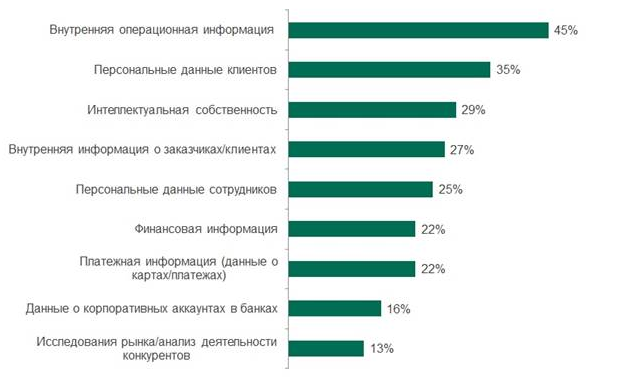 Внутренняя операционная информация 45%
Персональные данные клиентов 35%
Интеллектуальная собственность 29%
Внутренняя информация о заказчиках/клиентах 27%
Персональные данные сотрудников 25%
Финансовая информация 22%
Платежная информация (данные о
картах/платежах) 22%
Данные о корпоративных аккаунтах в банках 16%
Исследования рынка/анализ деятельности
конкурентов 13%